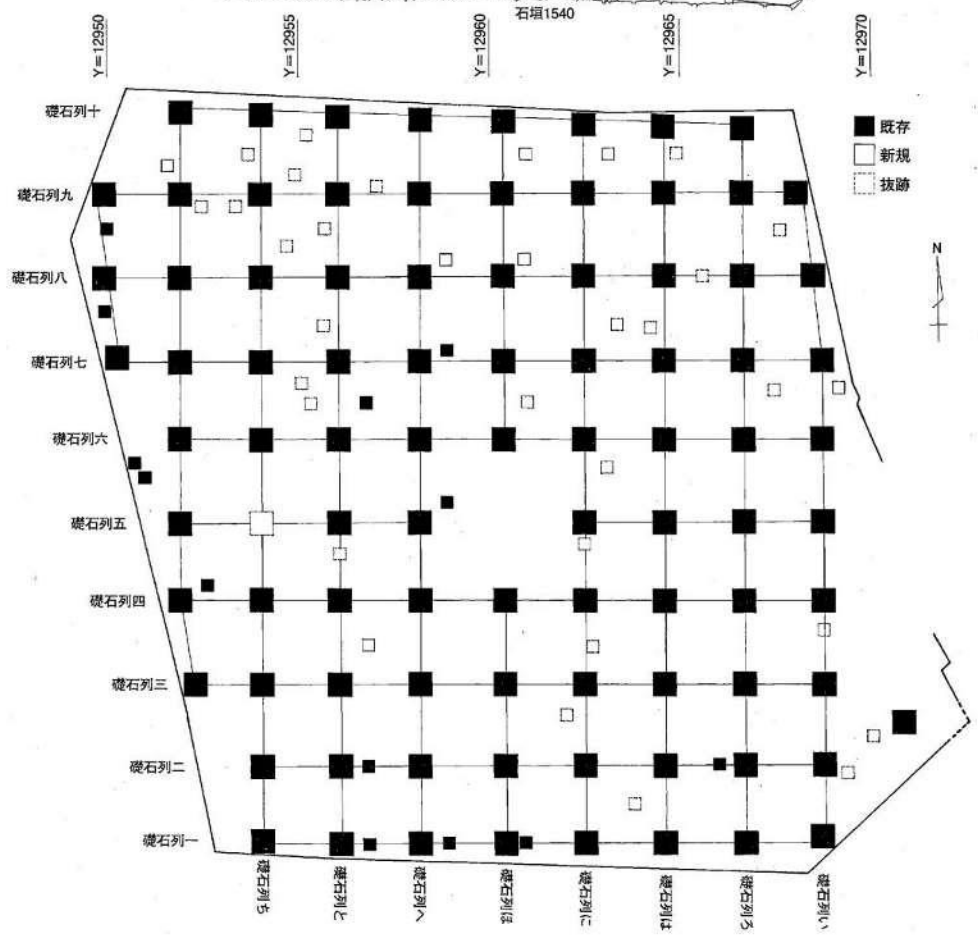 石垣1540
Y=12950
Y=12955
Y=12960
Y=12965
Y=12970
礎石列十
礎石列九
礎石列八
礎石列七
礎石列六
礎石列五
礎石列四
礎石列三
礎石列二
礎石列一
既存
新規
抜跡
N
礎石列ち
礎石列と
礎石列へ
礎石列ほ
礎石列に
礎石列は
礎石列ろ
礎石列い